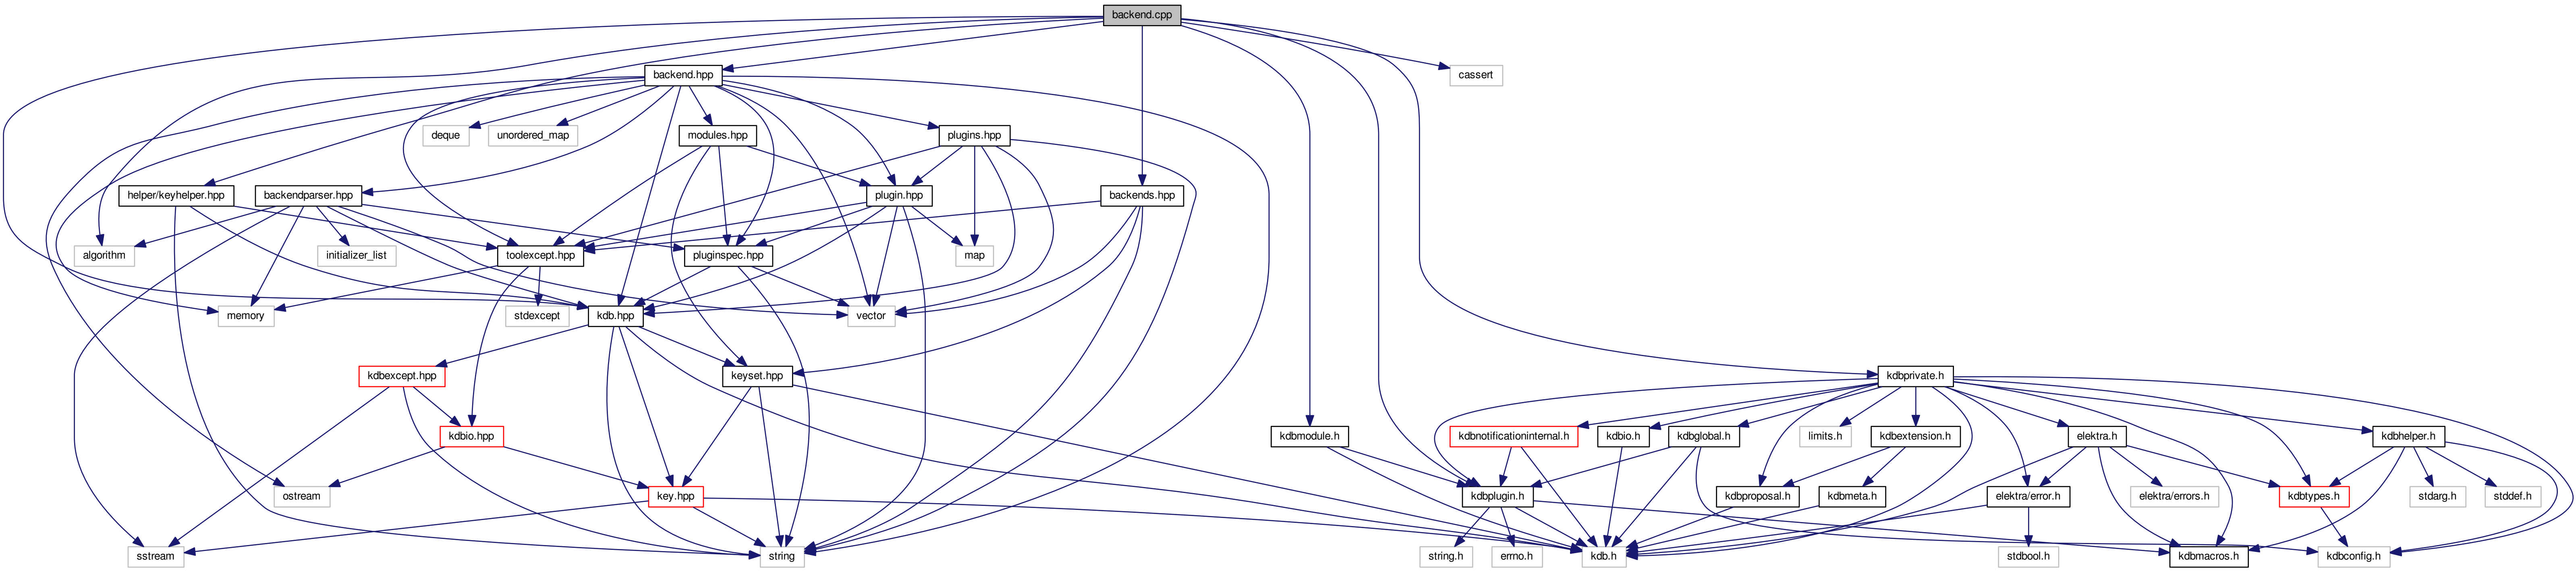 backend.cpp
backend.hpp
cassert
deque
unordered_map
modules.hpp
plugins.hpp
helper/keyhelper.hpp
backendparser.hpp
plugin.hpp
backends.hpp
algorithm
initializer_list
toolexcept.hpp
pluginspec.hpp
map
memory
stdexcept
kdb.hpp
vector
kdbexcept.hpp
keyset.hpp
kdbprivate.h
kdbio.hpp
kdbmodule.h
kdbnotificationinternal.h
kdbio.h
kdbglobal.h
limits.h
kdbextension.h
elektra.h
kdbhelper.h
ostream
key.hpp
kdbplugin.h
kdbproposal.h
kdbmeta.h
elektra/error.h
elektra/errors.h
kdbtypes.h
stdarg.h
stddef.h
sstream
string
string.h
errno.h
kdb.h
stdbool.h
kdbmacros.h
kdbconfig.h